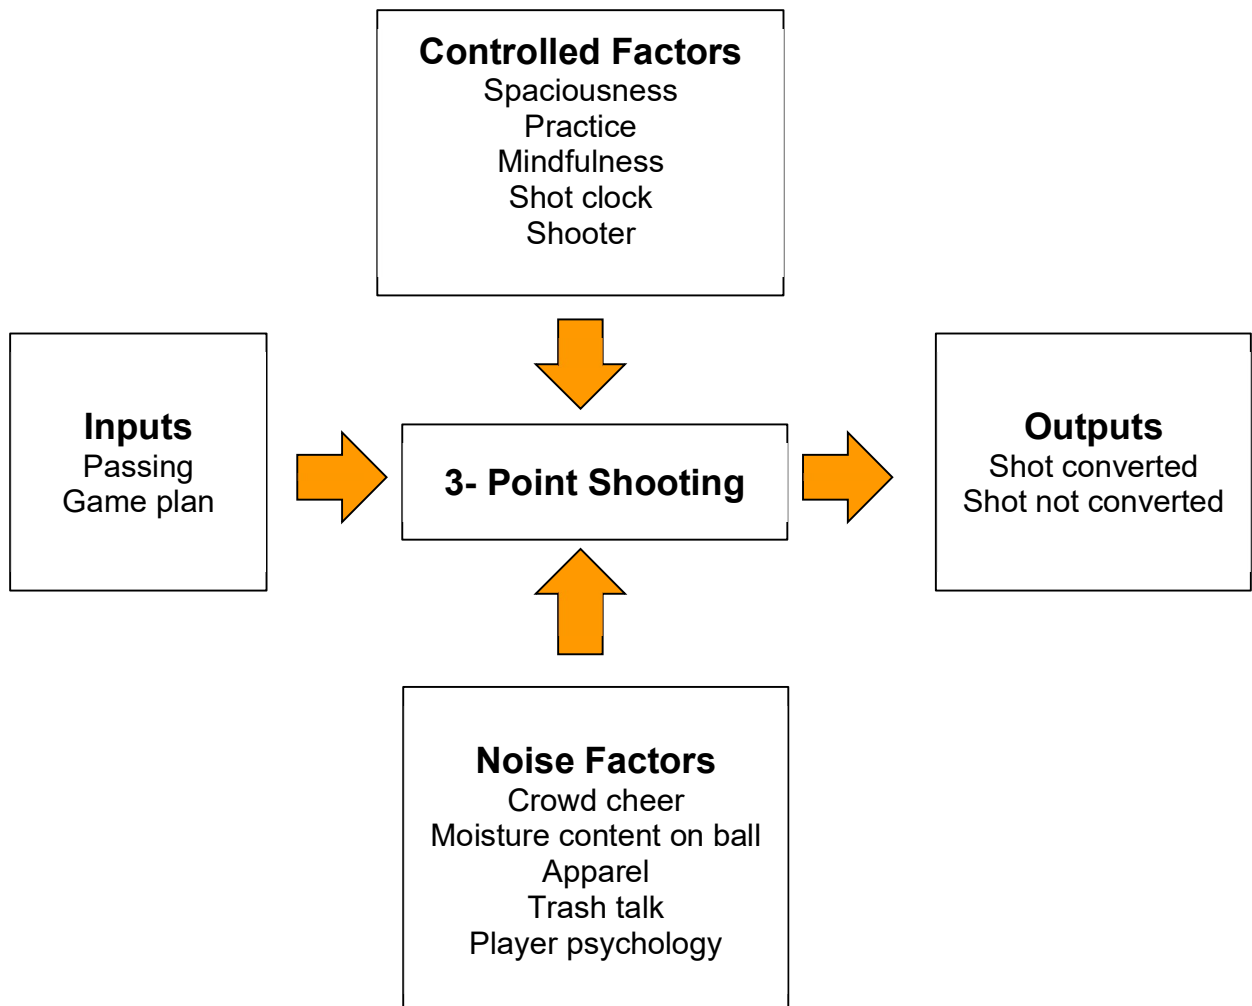 Controlled Factors
Spaciousness
Practice
Mindfulness
Shot clock
Shooter
Inputs
Passing
Game plan
3- Point Shooting
Outputs
Shot converted
Shot not converted
Noise Factors
Crowd cheer
Moisture content on ball
Apparel
Trash talk
Player psychology